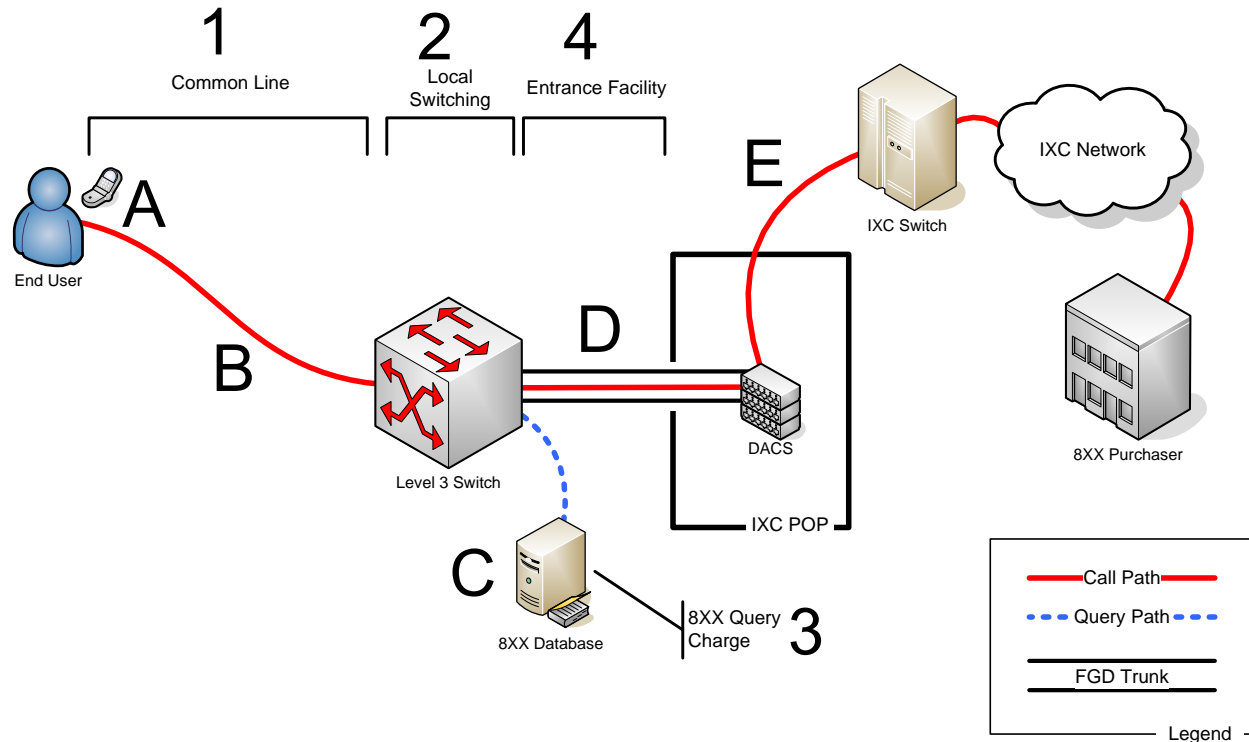 1
2
4
Common Line
Local
Switching
Entrance Facility
A
End User
B
E
IXC Switch
IXC Network
D
Level 3 Switch
DACS
IXC POP
8XX Purchaser
C
8XX Database
8XX Query
Charge
3
Call Path
Query Path
FGD Trunk
Legend